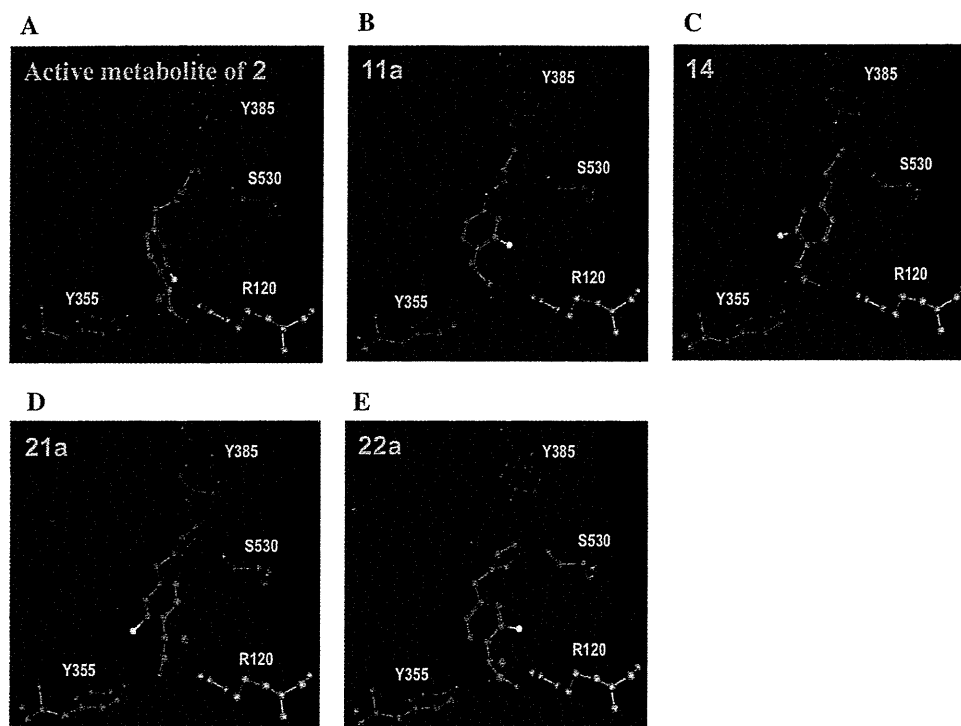 A
Active metabolite of 2
Y385
S530
Y355
R120
B
11a
Y385
S530
Y355
R120
C
14
Y385
S530
Y355
R120
D
21a
Y385
S530
Y355
R120
E
22a
Y385
S530
Y355
R120